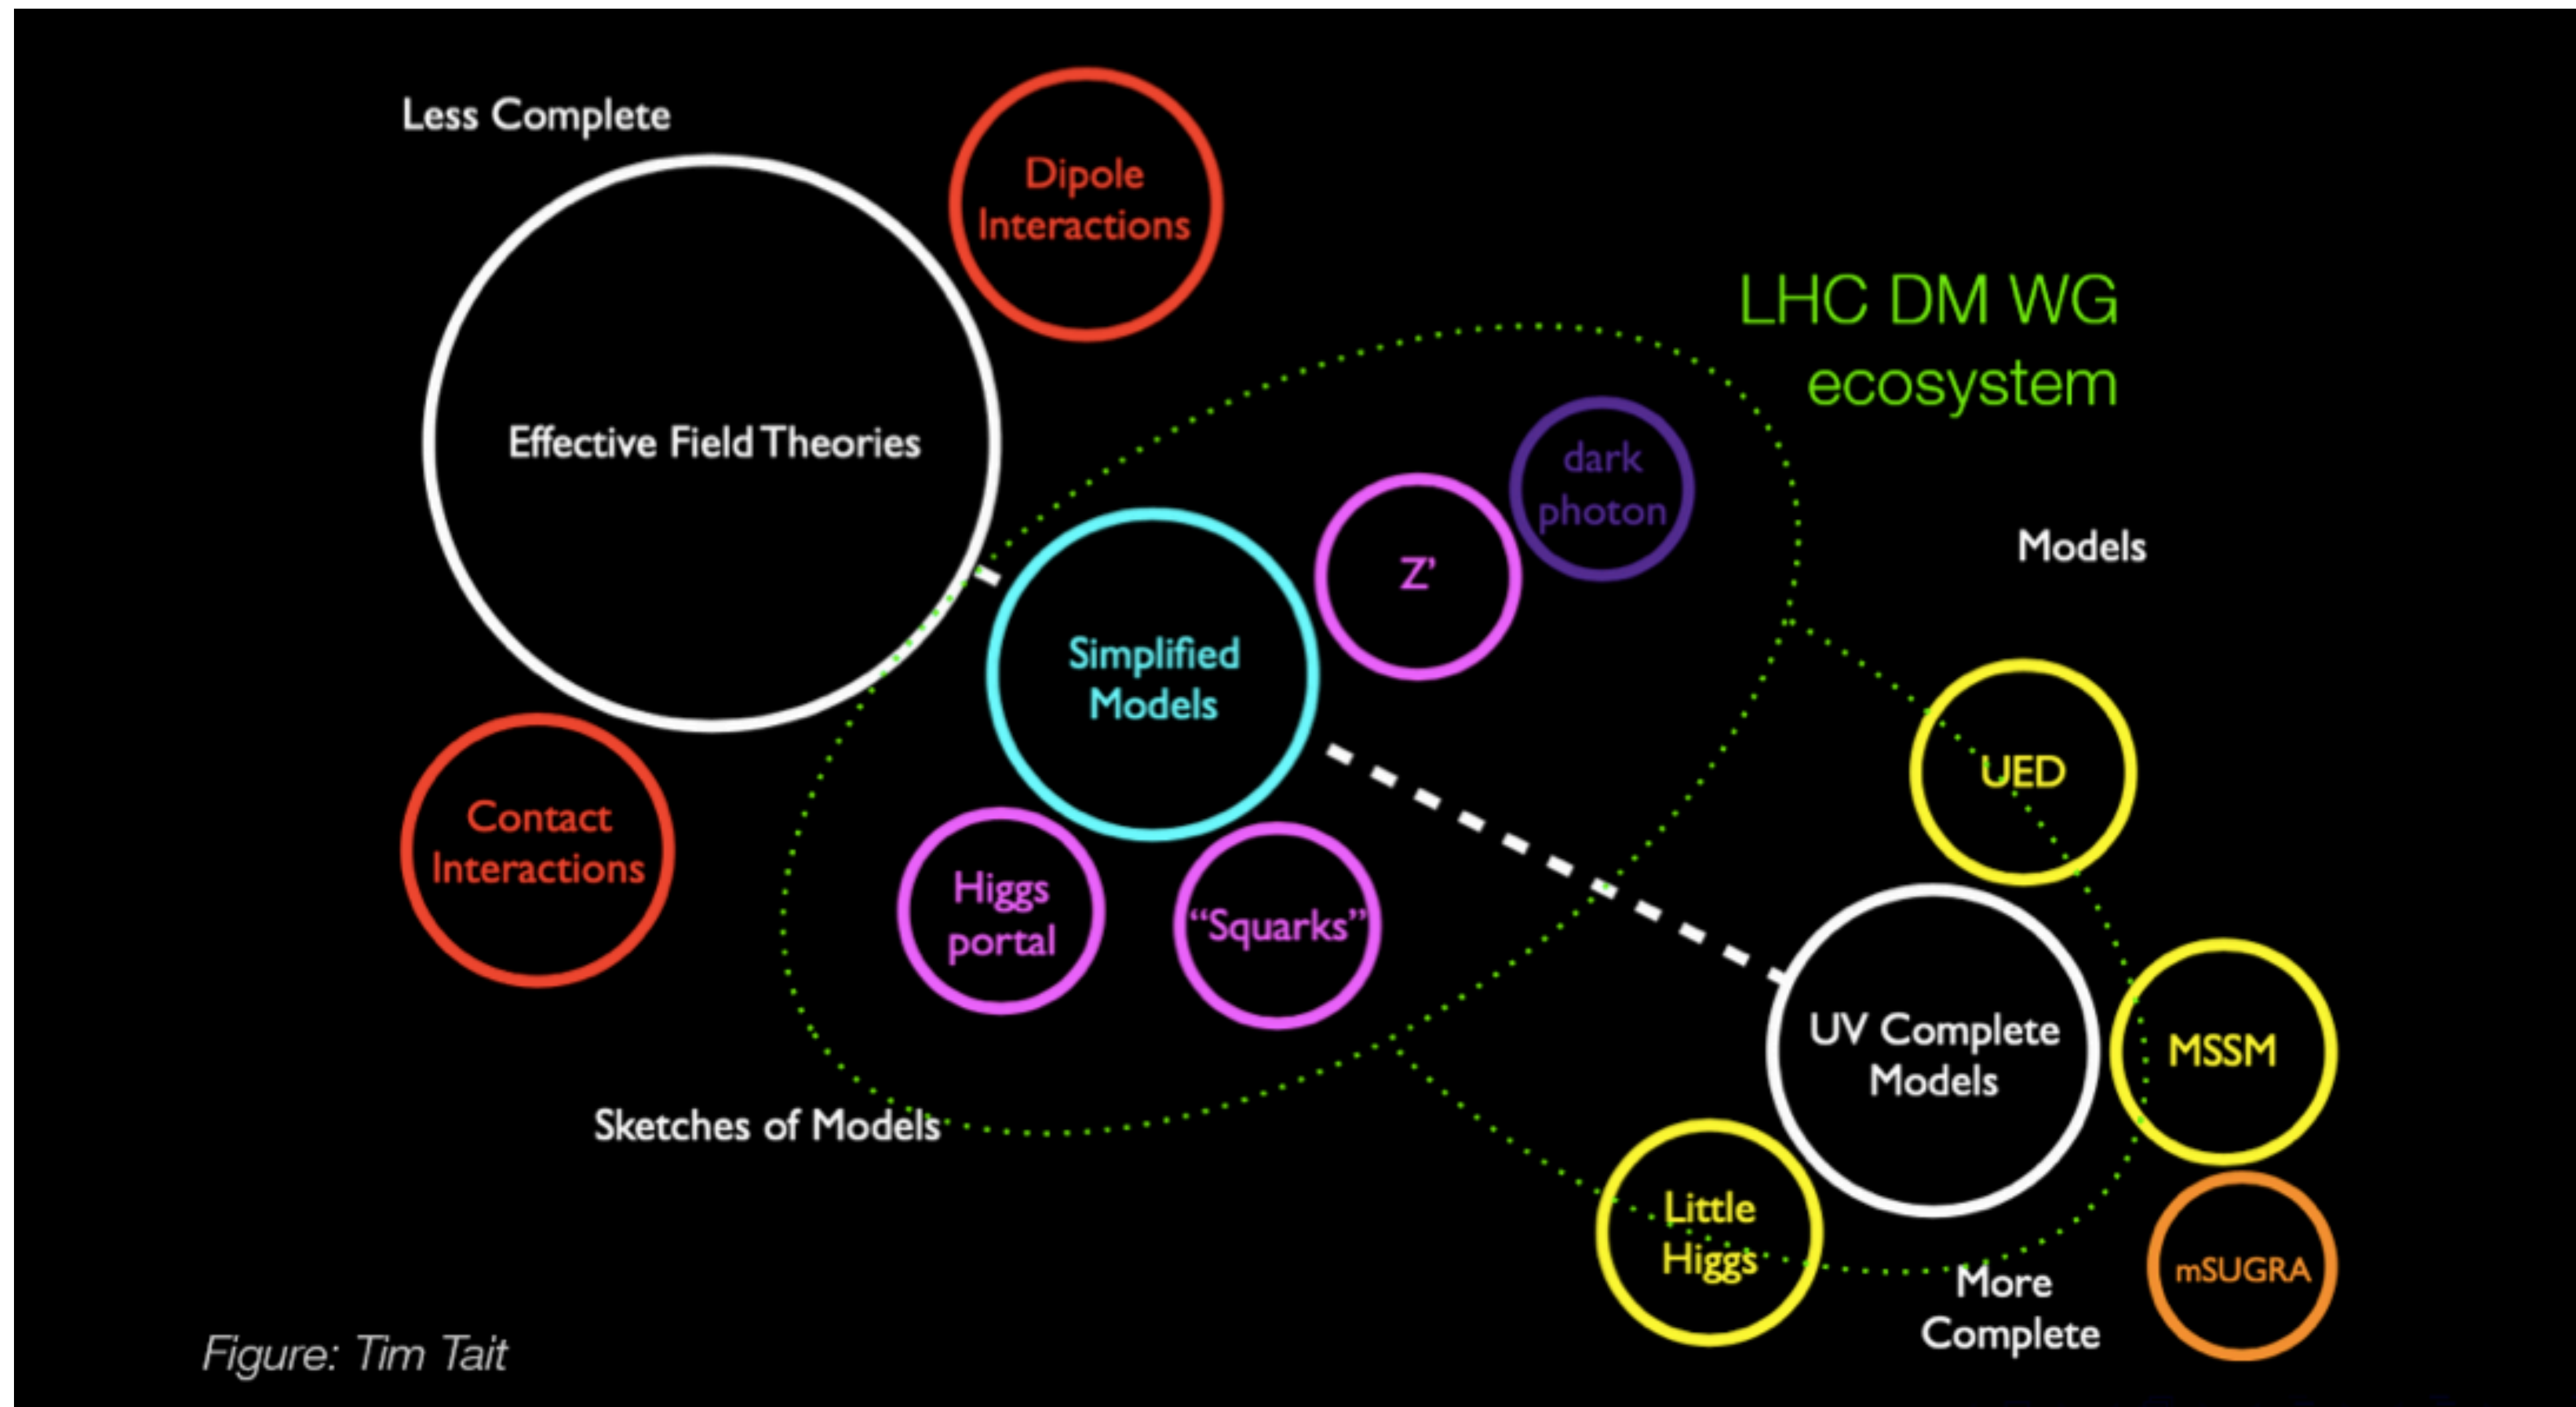 Less Complete
Dipole
Interactions
LHC DM WG
ecosystem
Effective Field Theories
dark
photon
Z’
Models
Simplified
Models
UED
Contact
Interactions
Higgs
portal
“Squarks”
UV Complete
Models
MSSM
Sketches of Models
Little
Higgs
More
Complete
mSUGRA
Figure: Tim Tait